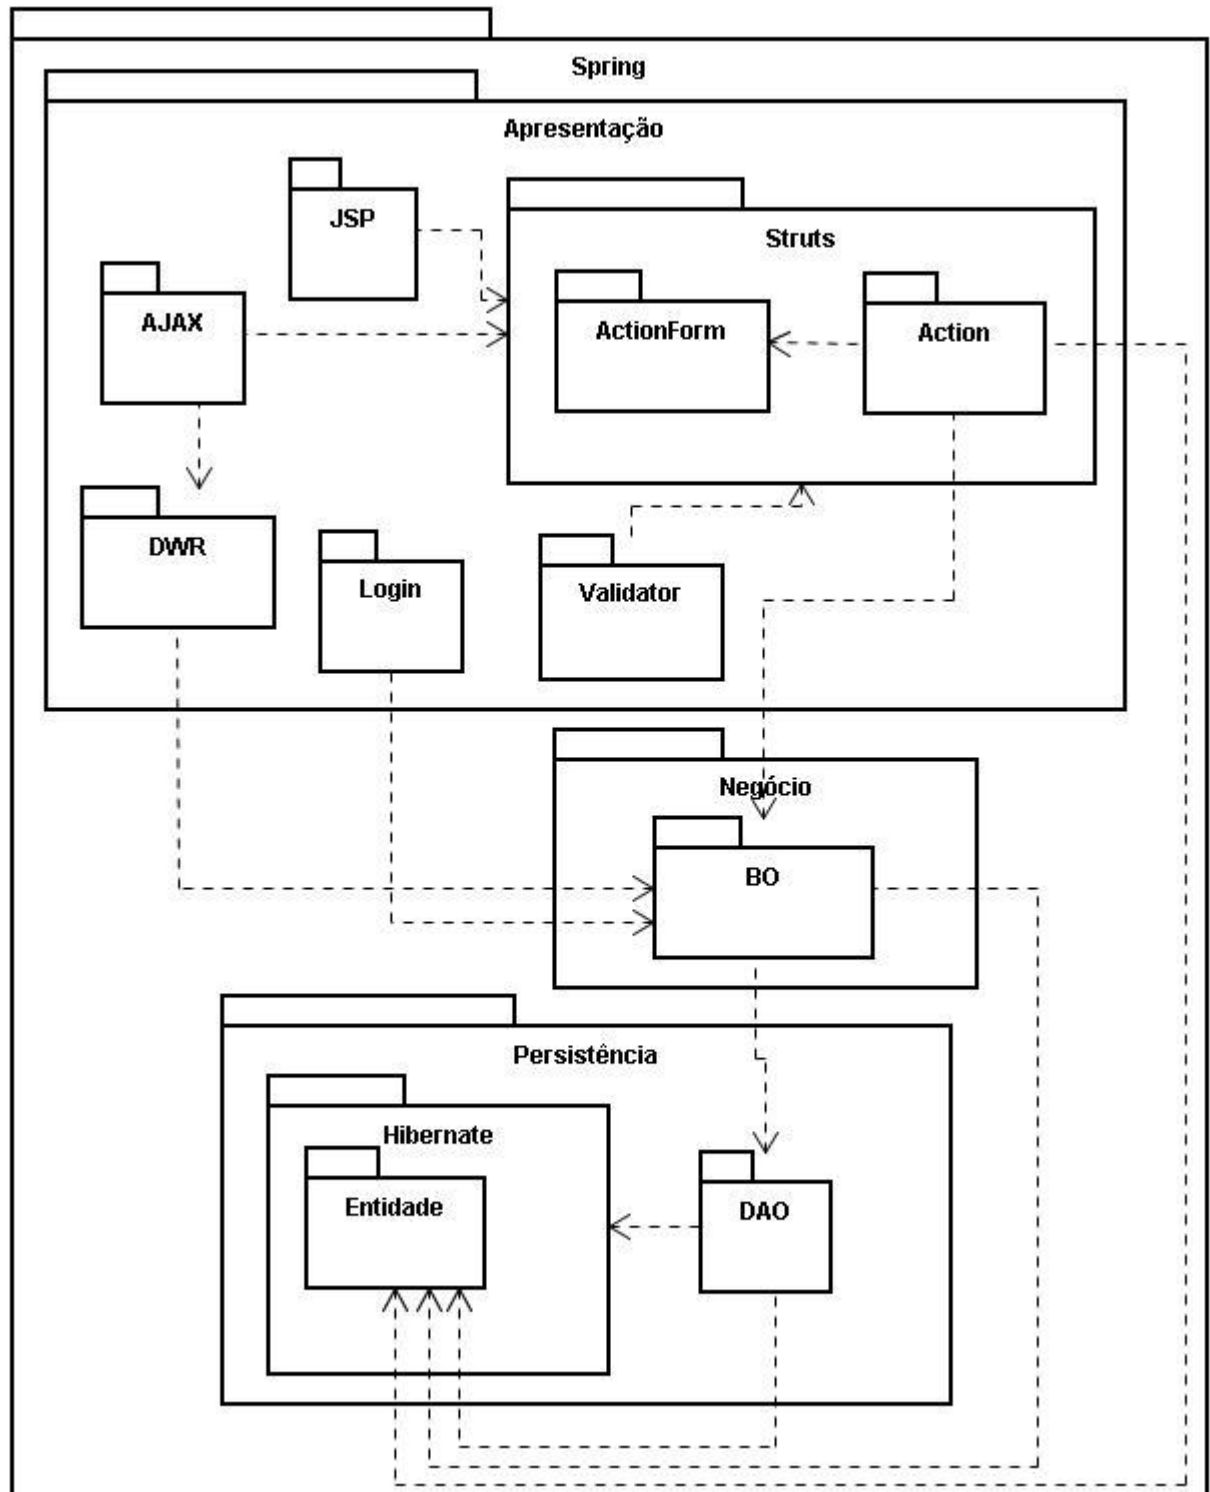 Spring
Apresentação
JSP
Struts
AJAX
ActionForm
Action
DWR
Login
Validator
Negócio
BO
Persistência
Hibernate
Entidade
DAO